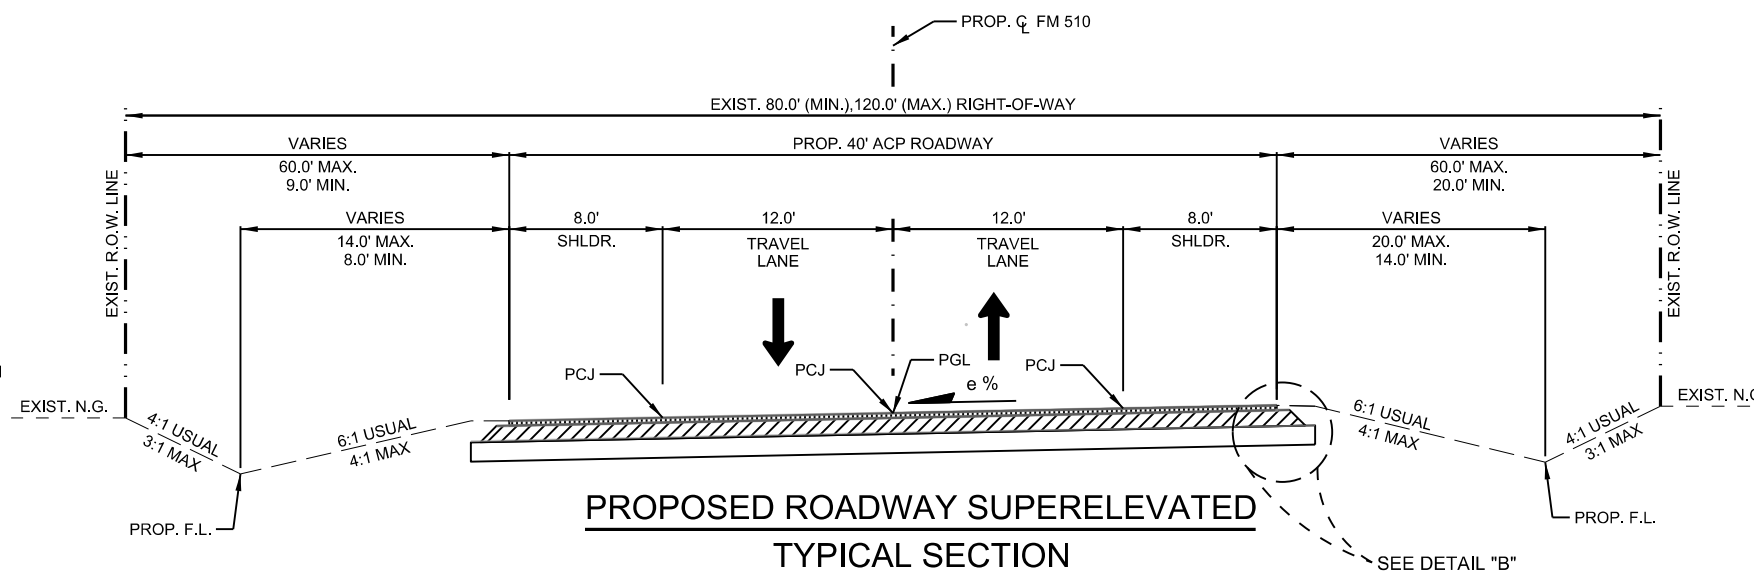 PROP. ℄ FM 510
EXIST. 80.0' (MIN.),120.0' (MAX.) RIGHT-OF-WAY
VARIES
60.0' MAX.
9.0' MIN.
PROP. 40' ACP ROADWAY
VARIES
60.0' MAX.
20.0' MIN.
EXIST. R.O.W. LINE
VARIES
14.0' MAX.
8.0' MIN.
8.0'
SHLDR.
12.0'
TRAVEL
LANE
12.0'
TRAVEL
LANE
8.0'
SHLDR.
VARIES
20.0' MAX.
14.0' MIN.
EXIST. R.O.W. LINE
PCJ
PCJ
PGL
PCJ
e %
EXIST. N.G.
4:1 USUAL
3:1 MAX
6:1 USUAL
4:1 MAX
6:1 USUAL
4:1 MAX
4:1 USUAL
3:1 MAX
EXIST.
PROP. F.L.
PROP. F.L.
PROPOSED ROADWAY SUPERELEVATED
TYPICAL SECTION
SEE DETAIL "B"